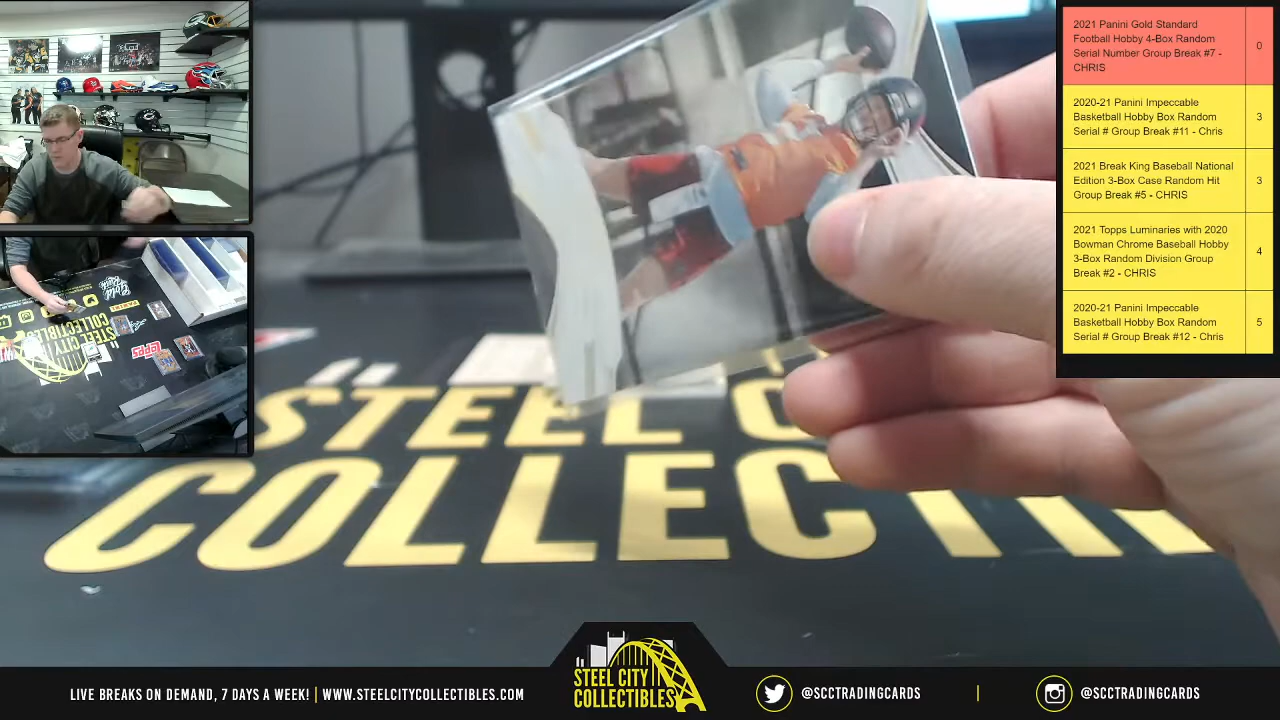 2021 Panini Gold Standard
Football Hobby 4-Box Random
Serial Number Group Break #7 -
CHRIS
0
2020-21 Panini Impeccable
Basketball Hobby Box Random
Serial # Group Break #11 - Chris
3
2021 Break King Baseball National
Edition 3-Box Case Random Hit
Group Break #5 - CHRIS
3
2021 Topps Luminaries with 2020
Bowman Chrome Baseball Hobby
3-Box Random Division Group
Break #2 - CHRIS
4
2020-21 Panini Impeccable
Basketball Hobby Box Random
Serial # Group Break #12 - Chris
5
STEEL CITY
COLLECTIBLES
Topps
STEEL C
COLLECTI
LIVE BREAKS ON DEMAND, 7 DAYS A WEEK! | WWW.STEELCITYCOLLECTIBLES.COM
STEEL CITY
COLLECTIBLES
@SCCTRADINGCARDS | @SCCTRADINGCARDS